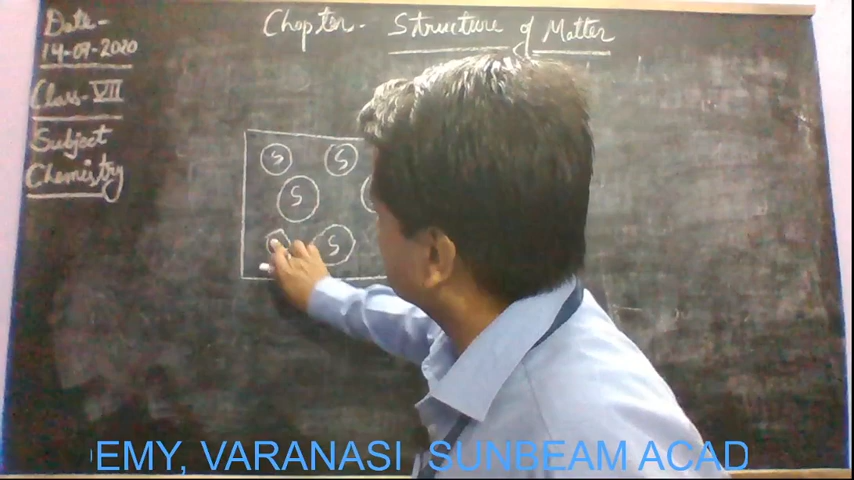 Date-
14-09-2020
Class-VII
Subject
Chemistry
Chapter- Structure of Matter
S S
S
S
EMY, VARANASI SUNBEAM ACAD